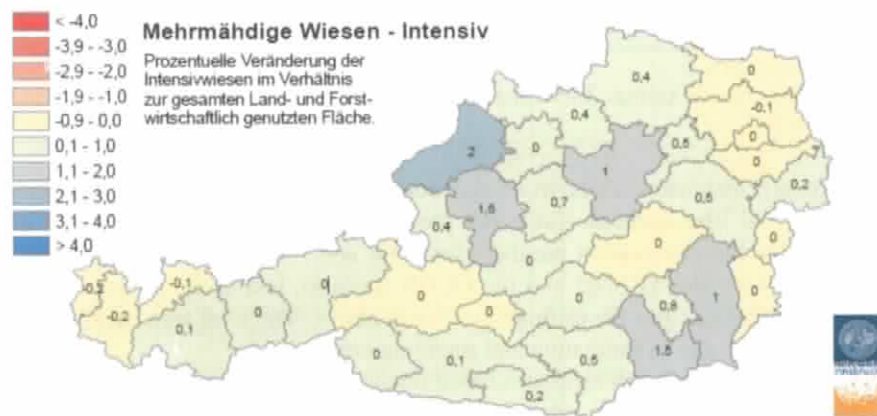 < -4,0
-3,9 - -3,0
-2,9 - -2,0
-1,9 - -1,0
-0,9 - 0,0
0,1 - 1,0
1,1 - 2,0
2,1 - 3,0
3,1 - 4,0
> 4,0
Mehrmähdige Wiesen - Intensiv
Prozentuelle Veränderung der
Intensivwiesen im Verhältnis
zur gesamten Land- und Forst-
wirtschaftlich genutzten Fläche.
0,4
0
0,4
-0,1
0
2
0
1
0,5
0
1,5
0,7
0,5
0,2
0,4
0
0
0
-0,1
0
0
0
0
0,8
1
0
-0,2
0,1
0
0
0,1
0,5
1,5
0,2